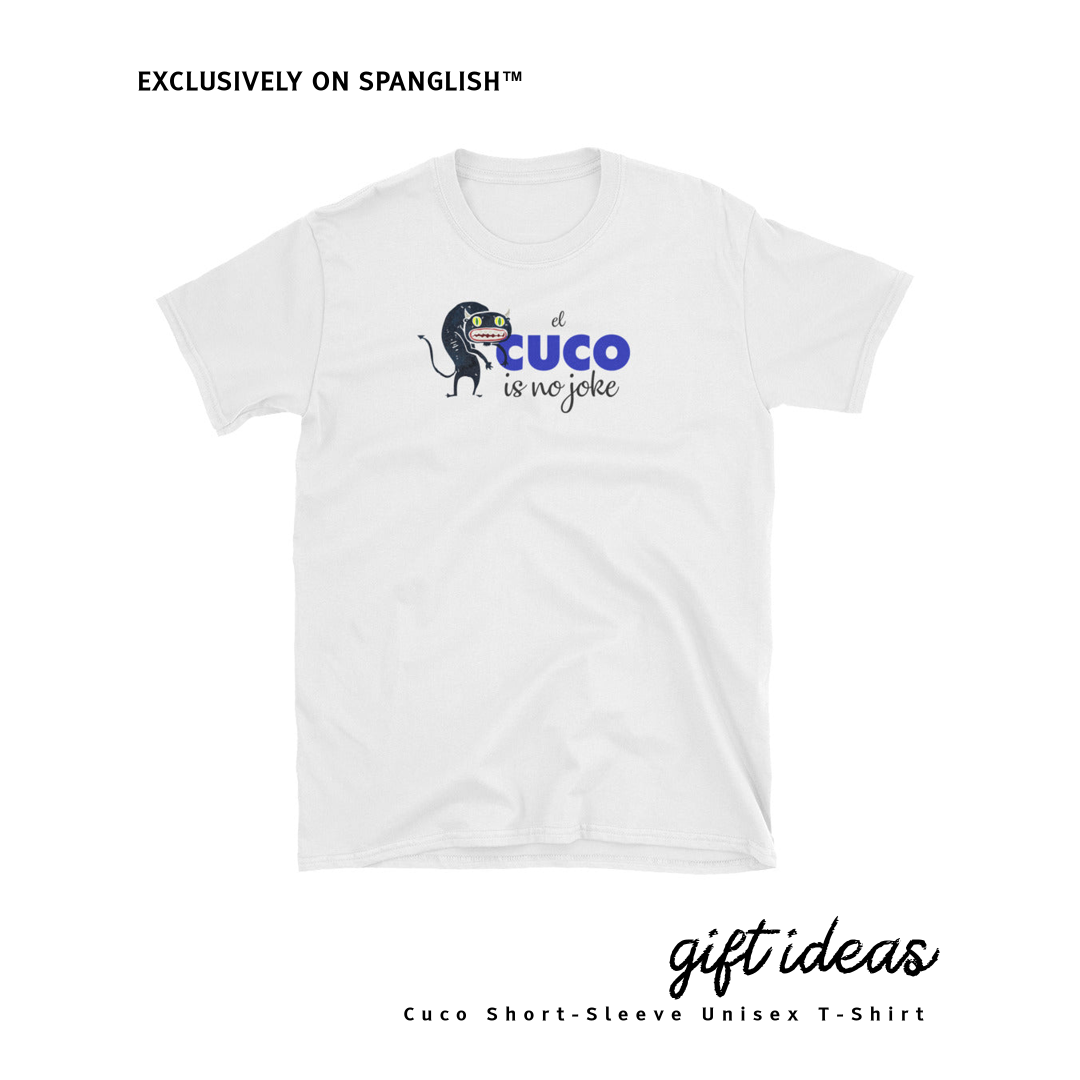 EXCLUSIVELY ON SPANGLISH™
el
CUCO
is no joke
gift ideas
Cuco Short-Sleeve Unisex T-Shirt